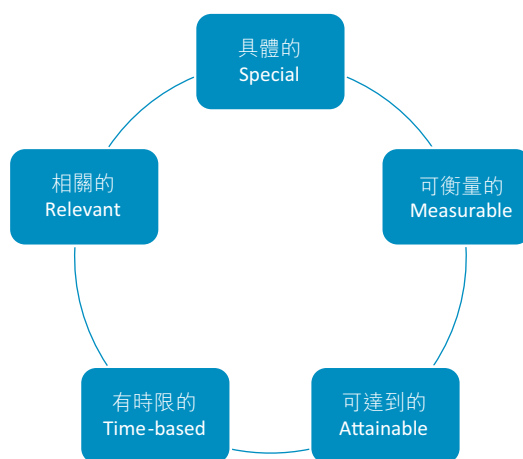 具體的
Special
可衡量的
Measurable
可達到的
Attainable
有時限的
Time-based
相關的
Relevant